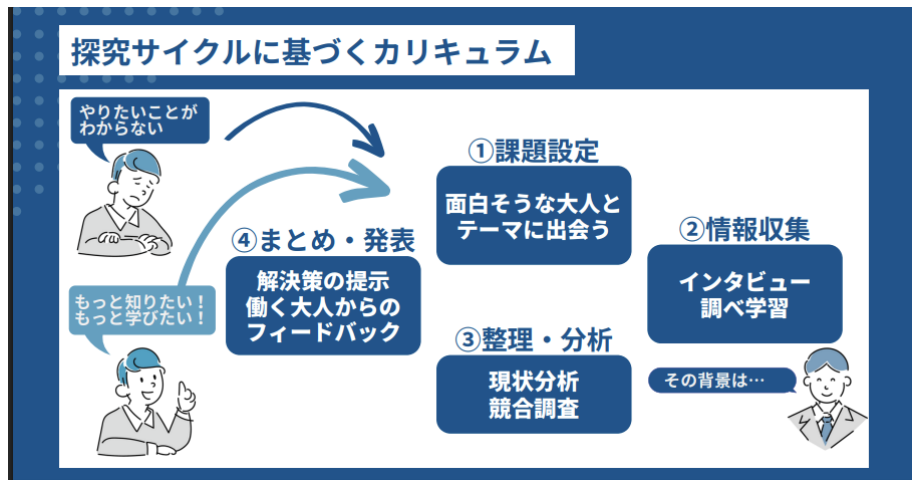 探究サイクルに基づくカリキュラム
やりたいことが
わからない
①課題設定
面白そうな大人と
テーマに出会う
②情報収集
インタビュー
調べ学習
④まとめ・発表
解決策の提示
働く大人からの
フィードバック
もっと知りたい！
もっと学びたい！
③整理・分析
現状分析
競合調査
その背景は…